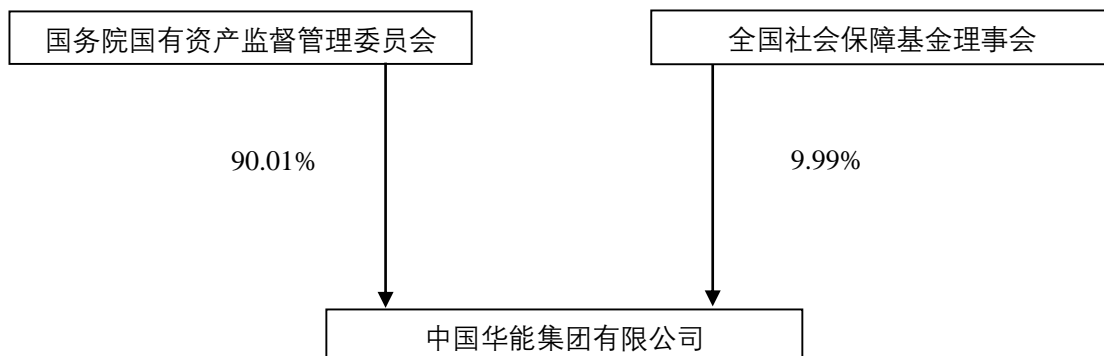 国务院国有资产监督管理委员会
全国社会保障基金理事会
90.01%
9.99%
中国华能集团有限公司